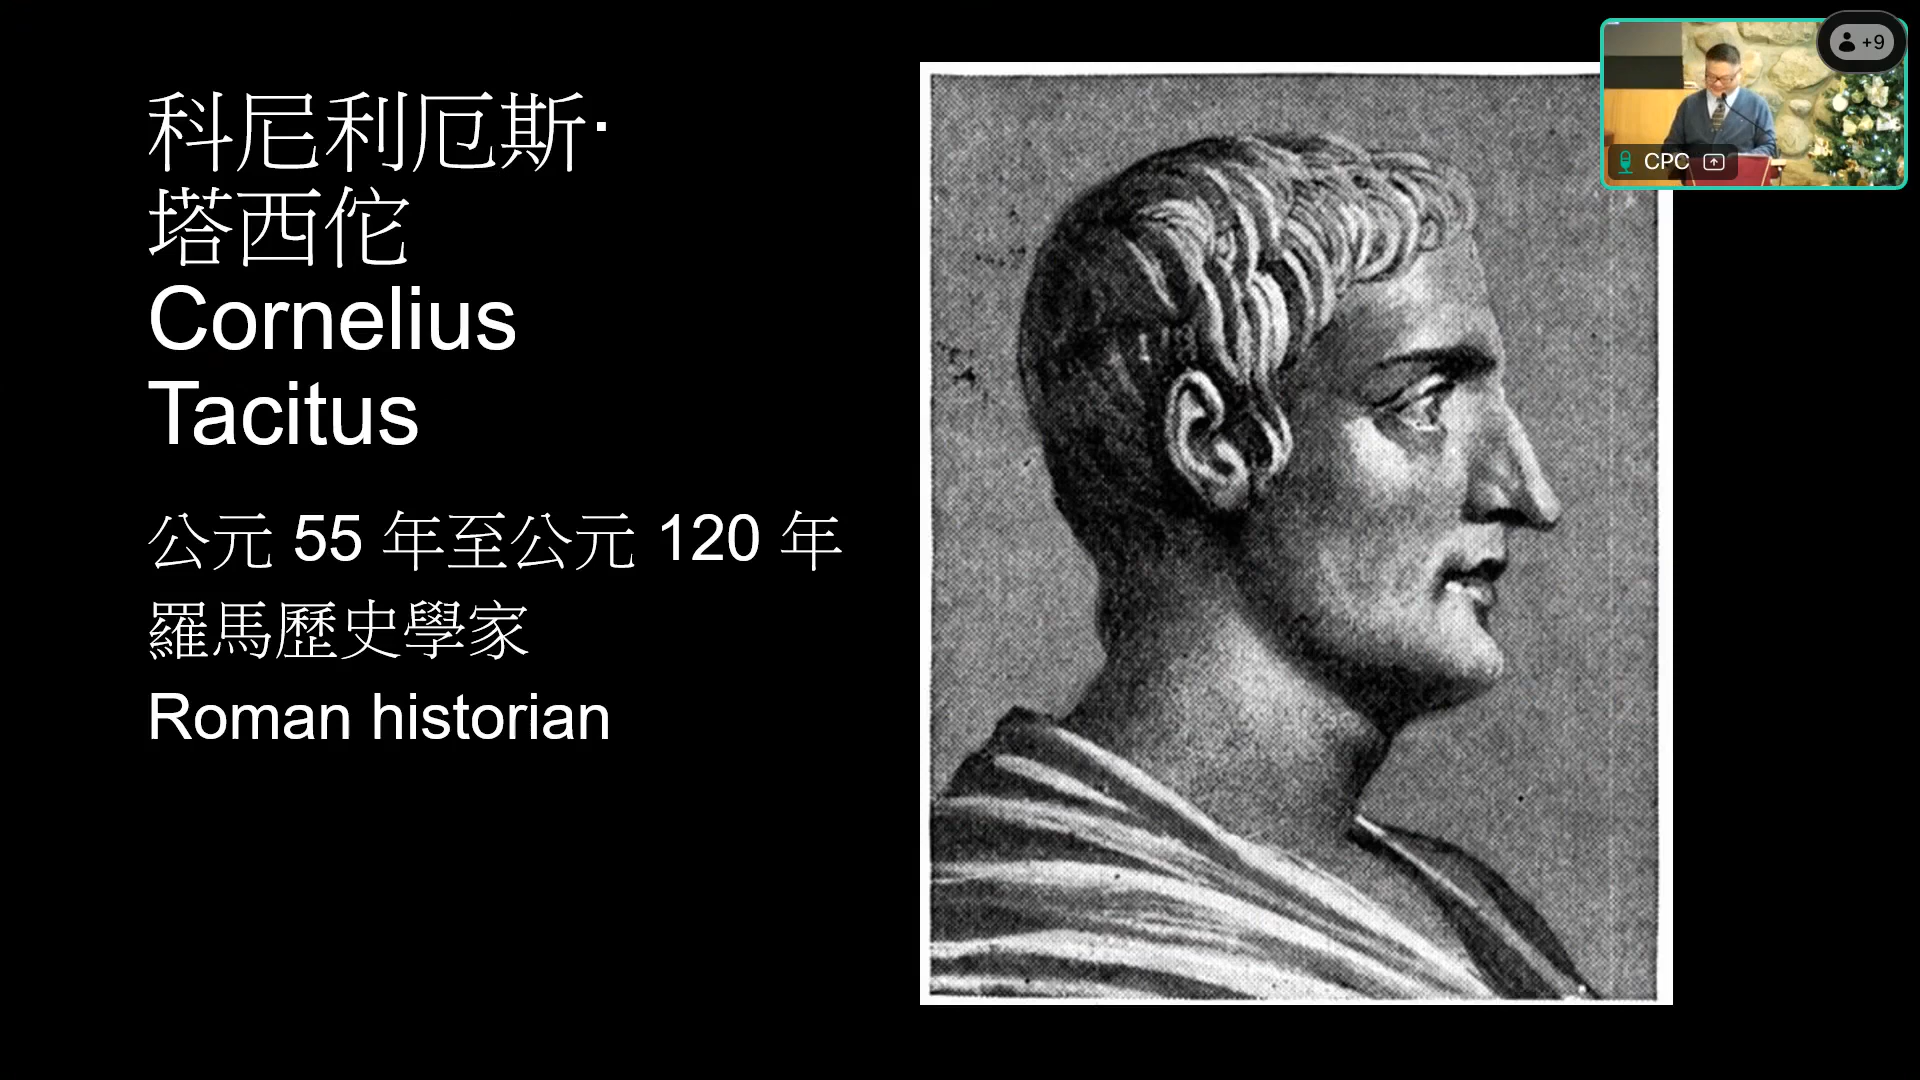 科尼利厄斯·
塔西佗
Cornelius
Tacitus
公元 55 年至公元 120 年
羅馬歷史學家
Roman historian
+9
CPC